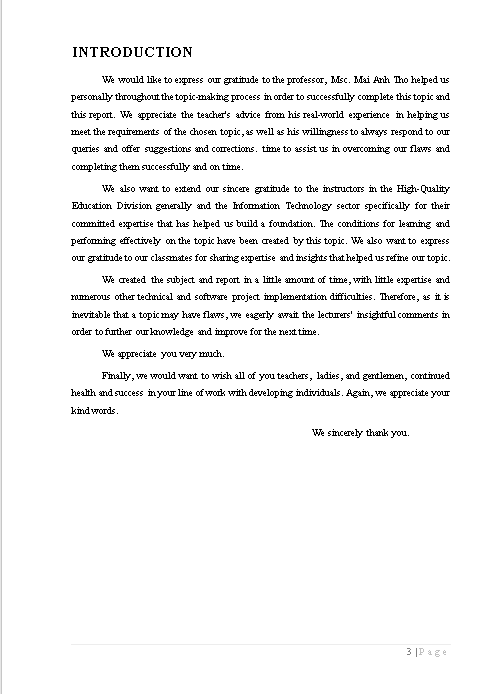 INTRODUCTION
We would like to express our gratitude to the professor, Msc. Mai Anh Tho helped us
personally throughout the topic-making process in order to successfully complete this topic and
this report. We appreciate the teacher's advice from his real-world experience in helping us
meet the requirements of the chosen topic, as well as his willingness to always respond to our
queries and offer suggestions and corrections. time to assist us in overcoming our flaws and
completing them successfully and on time.
We also want to extend our sincere gratitude to the instructors in the High-Quality
Education Division generally and the Information Technology sector specifically for their
committed expertise that has helped us build a foundation. The conditions for learning and
performing effectively on the topic have been created by this topic. We also want to express
our gratitude to our classmates for sharing expertise and insights that helped us refine our topic.
We created the subject and report in a little amount of time, with little expertise and
numerous other technical and software project implementation difficulties. Therefore, as it is
inevitable that a topic may have flaws, we eagerly await the lecturers' insightful comments in
order to further our knowledge and improve for the next time.
We appreciate you very much.
Finally, we would want to wish all of you teachers, ladies, and gentlemen, continued
health and success in your line of work with developing individuals. Again, we appreciate your
kind words.
We sincerely thank you.
3 | Page